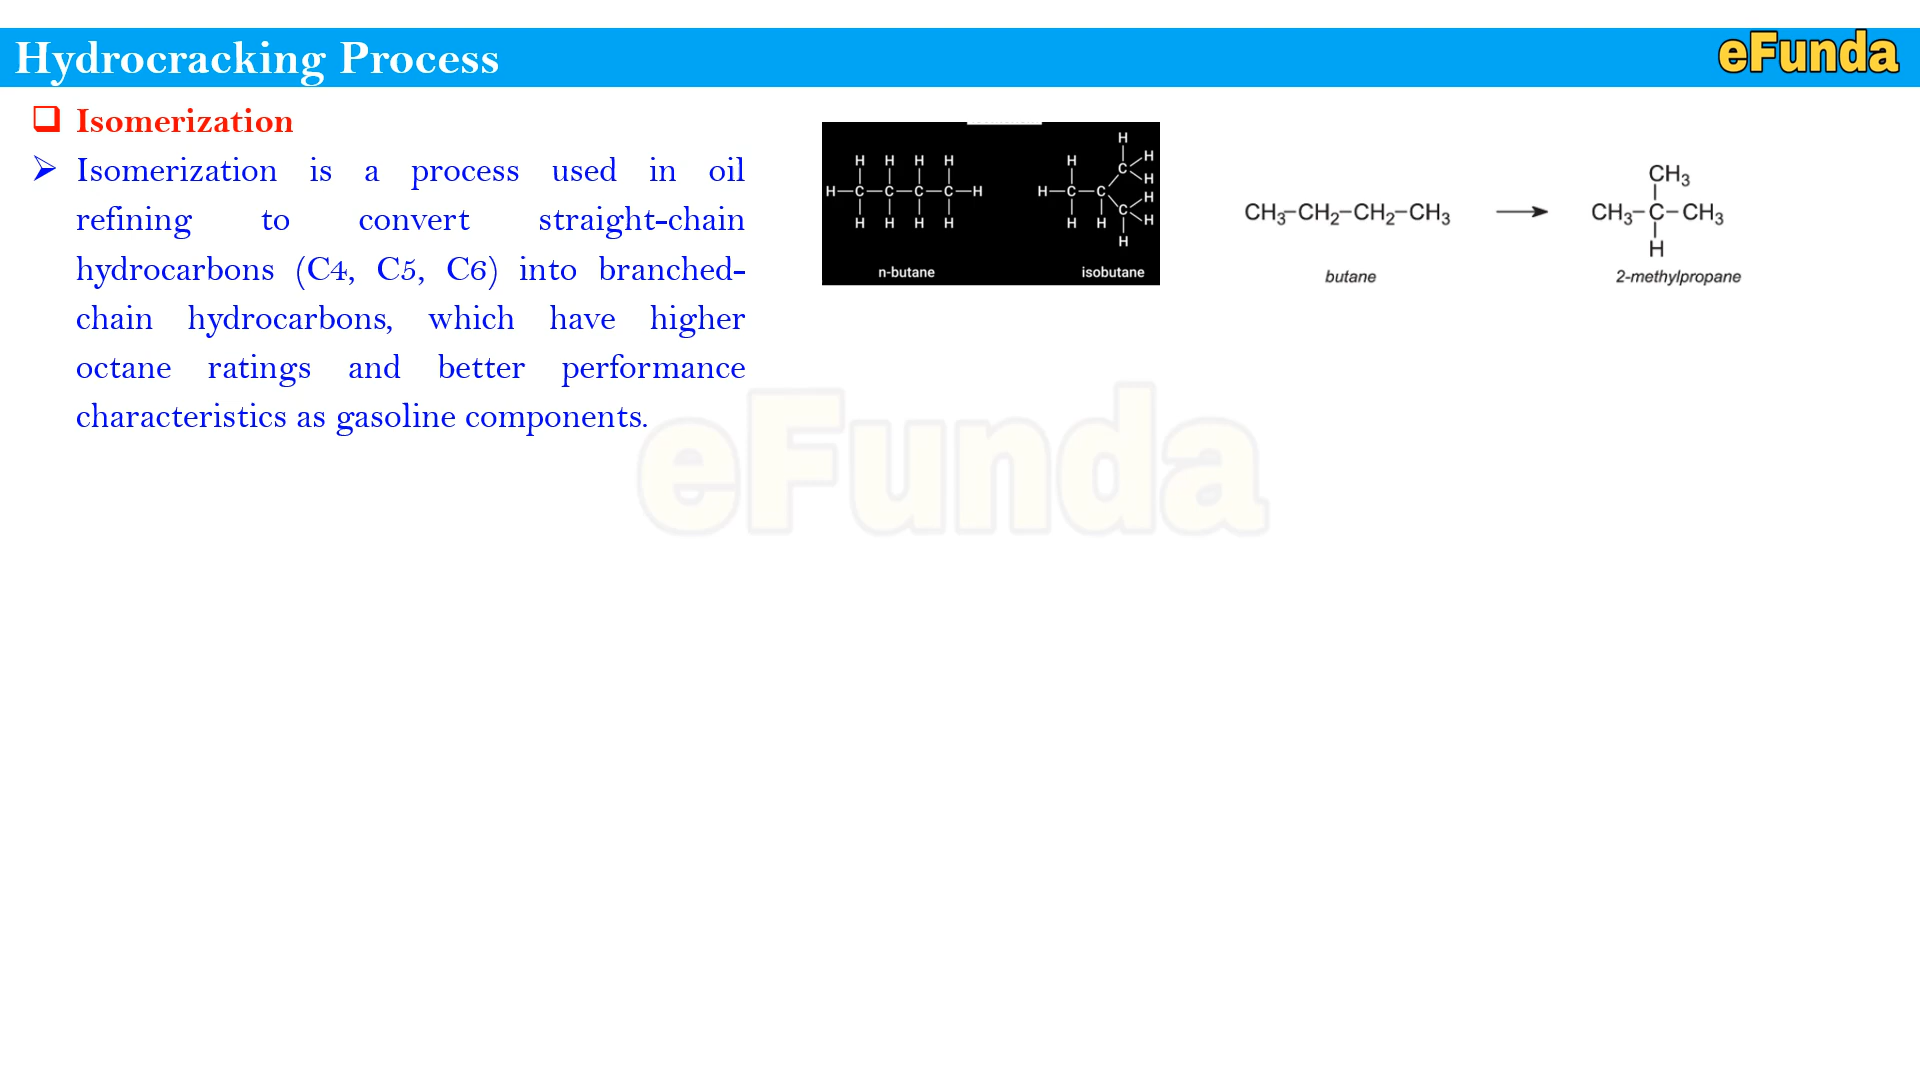 Hydrocracking Process
eFunda
Isomerization
Isomerization is a process used in oil
refining to convert straight-chain
hydrocarbons (C4, C5, C6) into branched-
chain hydrocarbons, which have higher
octane ratings and better performance
characteristics as gasoline components.
H H H H
H—C—C—C—C—H
H H H H
n-butane
H
H H
H
H—C—C
C
H
H
C
H
H H
H
isobutane
CH₃–CH₂–CH₂–CH₃
butane
CH₃
CH₃–C–CH₃
H
2-methylpropane
eFunda